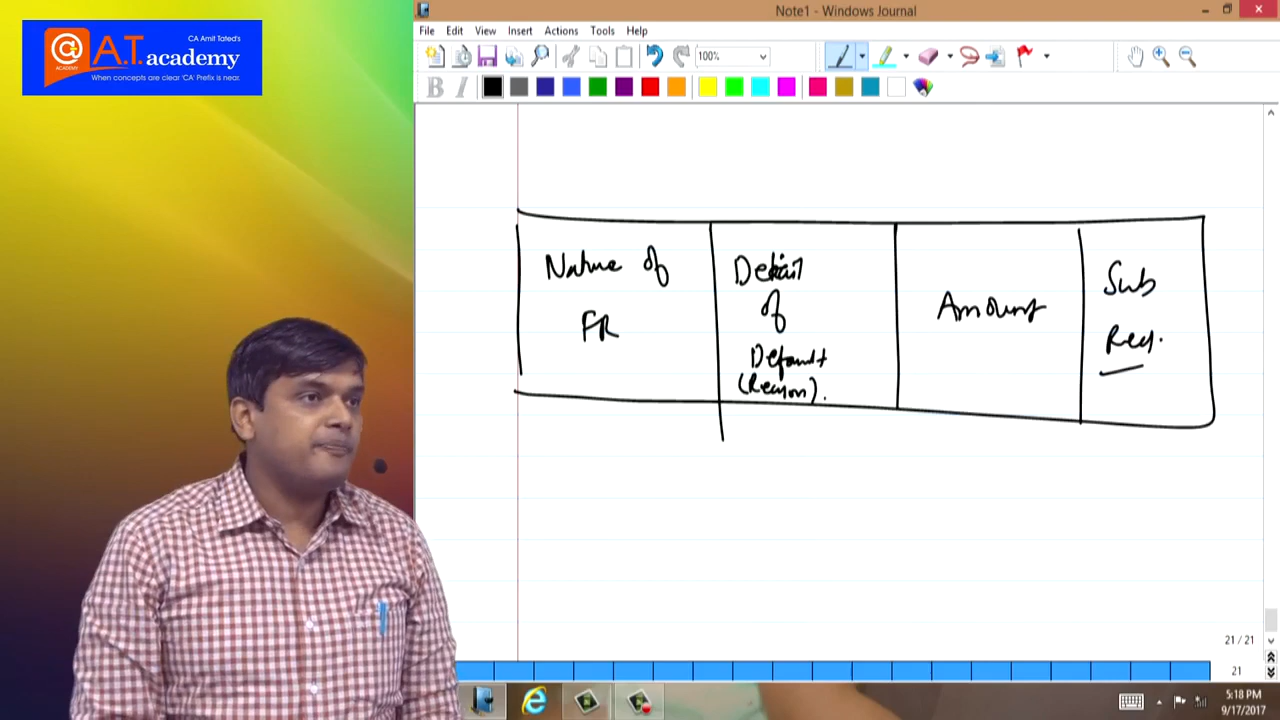 CA Amit Tated's
@ A.T.
ACADEMY
academy
When concepts are clear 'CA' Prefix is near.
Note1 - Windows Journal
File Edit View Insert Actions Tools Help
100%
B I
Nature of
FR
Detail
of
Default
(Reason).
Amount
Sub
Req.
21 / 21
21
5:18 PM
9/17/2017